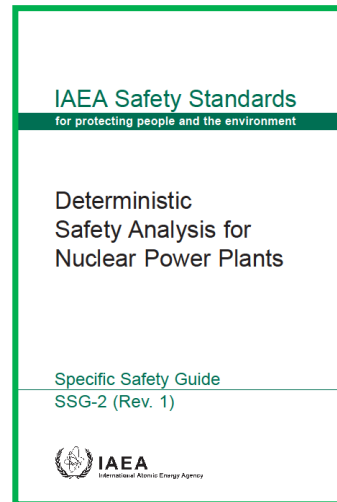 IAEA Safety Standards
for protecting people and the environment
Deterministic
Safety Analysis for
Nuclear Power Plants
Specific Safety Guide
SSG-2 (Rev. 1)
IAEA
International Atomic Energy Agency